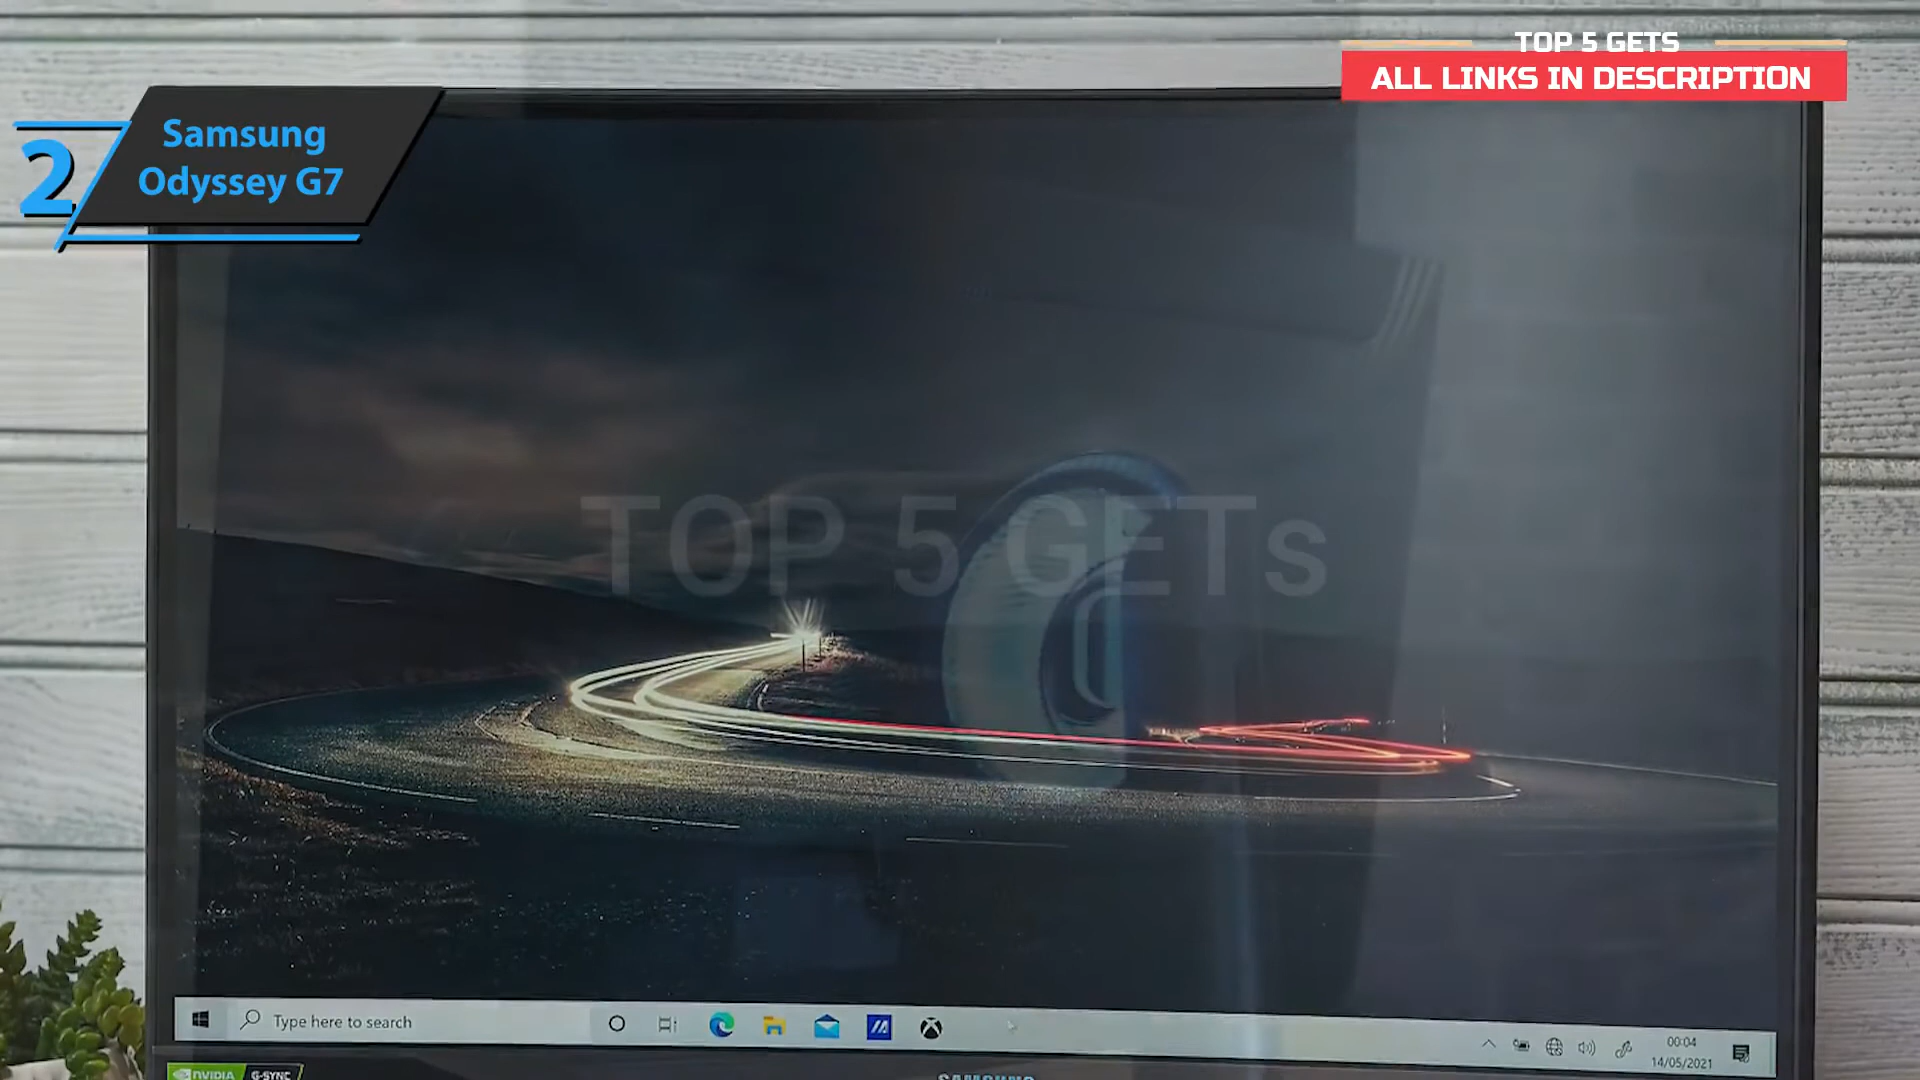 TOP 5 GETS
ALL LINKS IN DESCRIPTION
2
Samsung
Odyssey G7
TOP 5 GETs
Type here to search
00:04
14/05/2021
NVIDIA G-SYNC
SAMSUNG